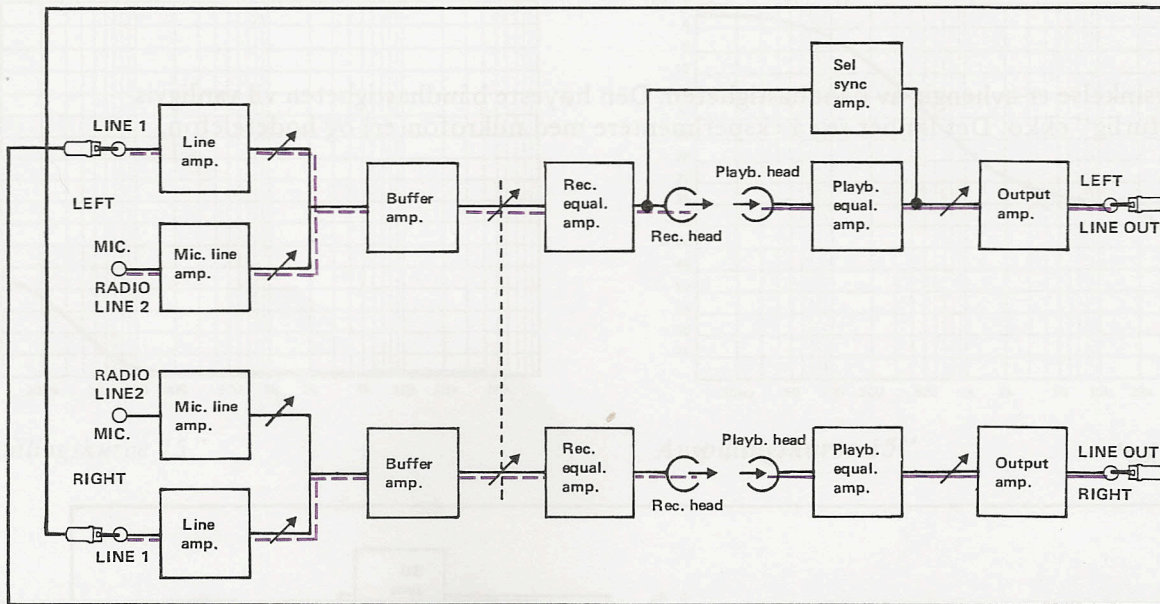 Sel
sync
amp.
LINE 1
Line
amp.
LEFT
Buffer
amp.
Rec.
equal.
amp.
Rec. head
Playb. head
Playb.
equal.
amp.
Output
amp.
LEFT
LINE OUT
MIC.
RADIO
LINE 2
Mic. line
amp.
RADIO
LINE2
MIC.
Mic. line
amp.
RIGHT
LINE 1
Line
amp.
Buffer
amp.
Rec.
equal.
amp.
Rec. head
Playb. head
Playb.
equal.
amp.
Output
amp.
LINE OUT
RIGHT